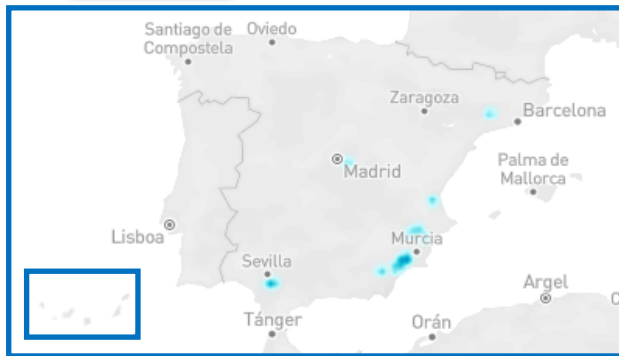 Santiago de
Compostela
Oviedo
Zaragoza
Barcelona
Madrid
Palma de
Mallorca
Lisboa
Murcia
Sevilla
Argel
Tánger
Orán